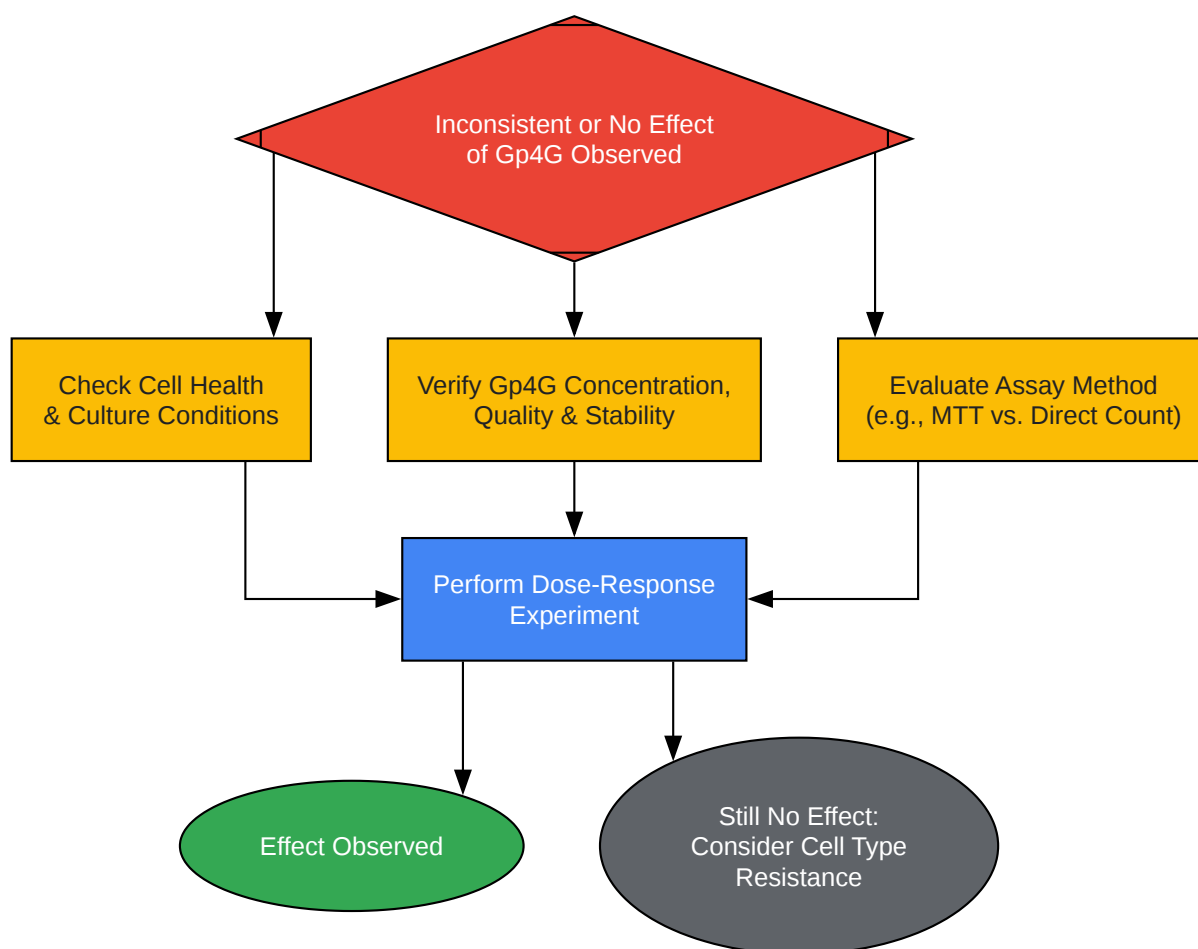 Inconsistent or No Effect
of Gp4G Observed
Check Cell Health
& Culture Conditions
Verify Gp4G Concentration,
Quality & Stability
Evaluate Assay Method
(e.g., MTT vs. Direct Count)
Perform Dose-Response
Experiment
Effect Observed
Still No Effect:
Consider Cell Type
Resistance